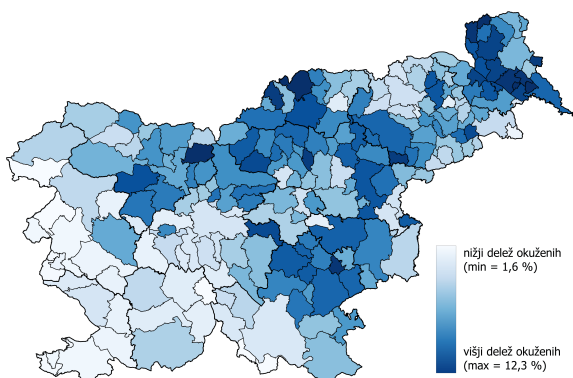 nižji delež okuženih
(min = 1,6 %)
višji delež okuženih
(max = 12,3 %)